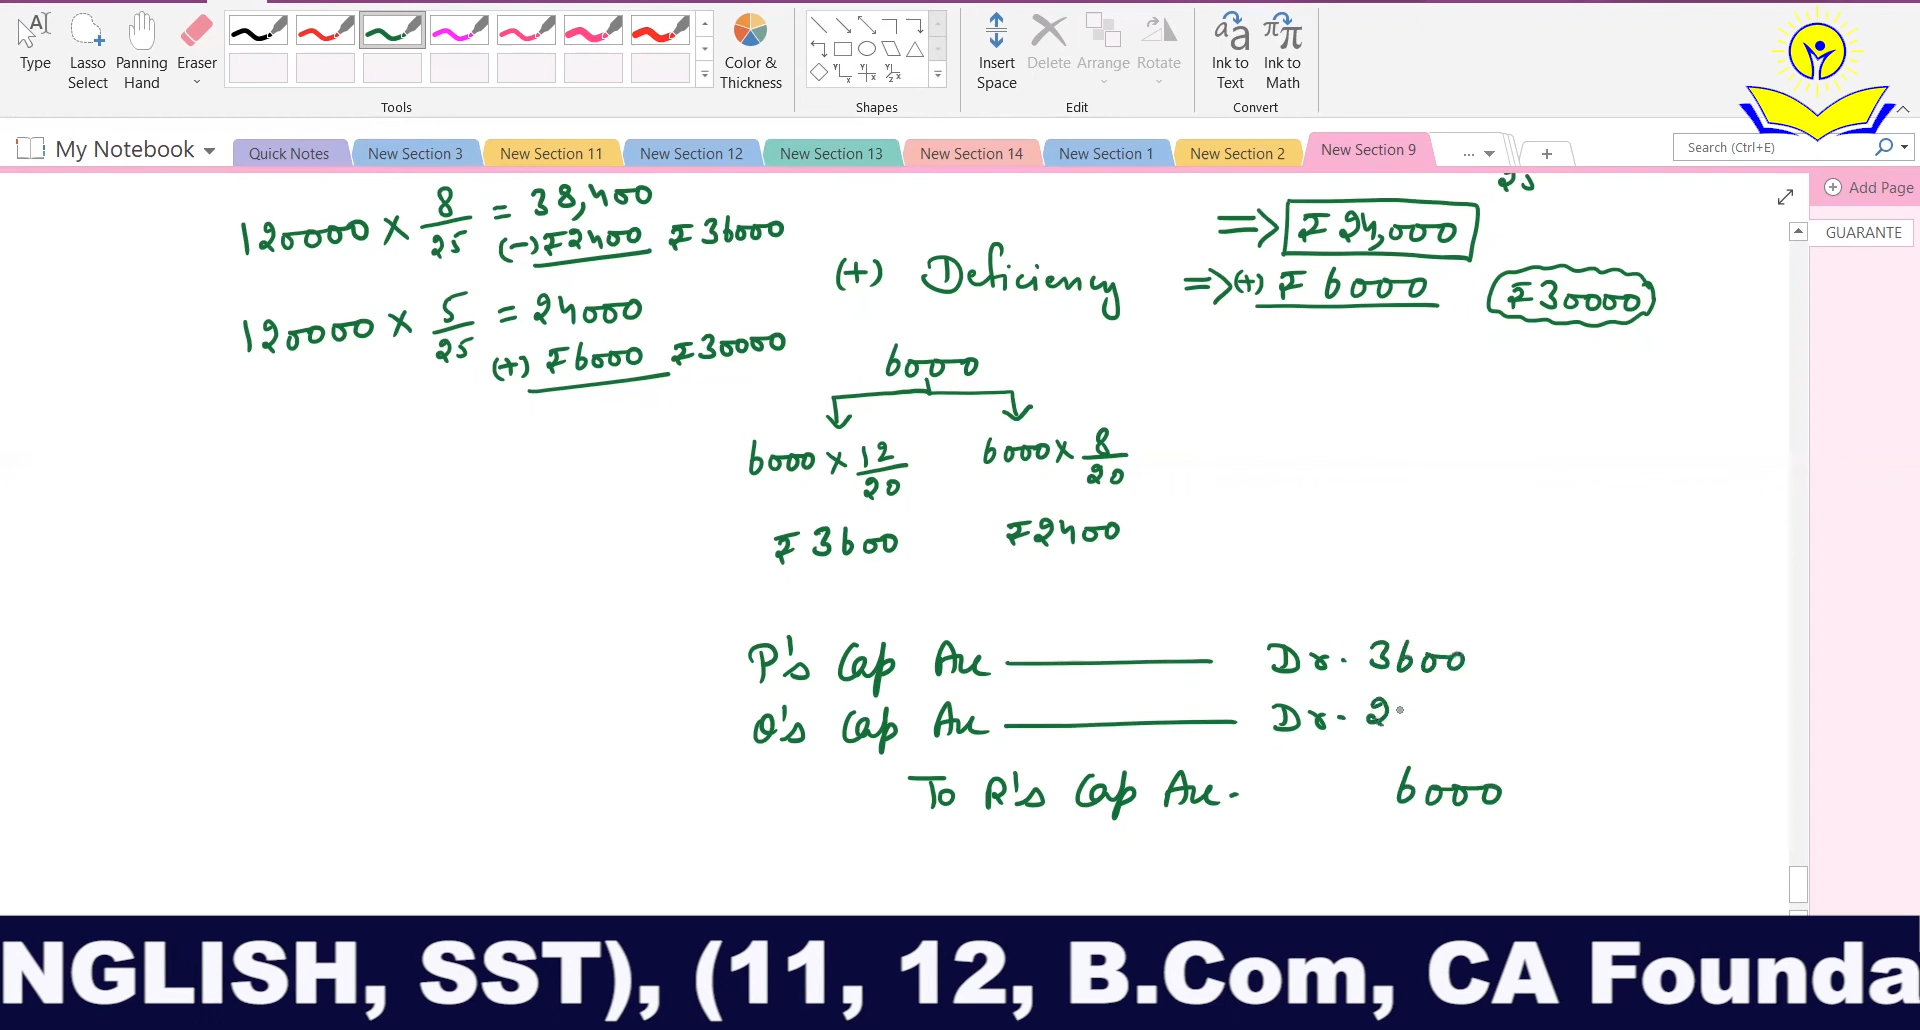 Type
Lasso Select
Panning Hand
Eraser
Color & Thickness
Insert Space
Delete
Arrange
Rotate
Ink to Text
Ink to Math
Tools
Shapes
Edit
Convert
My Notebook
Quick Notes
New Section 3
New Section 11
New Section 12
New Section 13
New Section 14
New Section 1
New Section 2
New Section 9
...
Search (Ctrl+E)
Add Page
GUARANTE
120000 × 8/25 = 38,400
(-) ₹2400 ₹36000
120000 × 5/25 = 24000
(+) ₹6000 ₹30000
25
=> ₹ 24,000
(+) Deficiency => (+) ₹ 6000 ₹30000
6000
6000 × 12/20 6000 × 8/20
₹ 3600 ₹2400
P's Cap A/c Dr. 3600
Q's Cap A/c Dr. 2
To R's Cap A/c. 6000
NGLISH, SST), (11, 12, B.Com, CA Founda